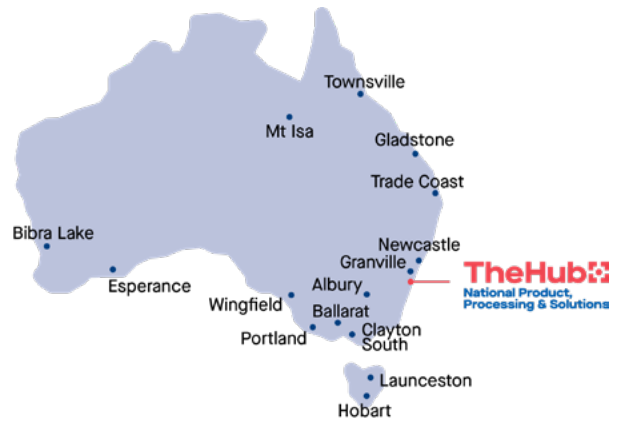 Townsville
Mt Isa
Gladstone
Trade Coast
Bibra Lake
Newcastle
Granville
TheHub
National Product,
Processing & Solutions
Esperance
Albury
Wingfield
Ballarat
Portland
Clayton
South
Launceston
Hobart